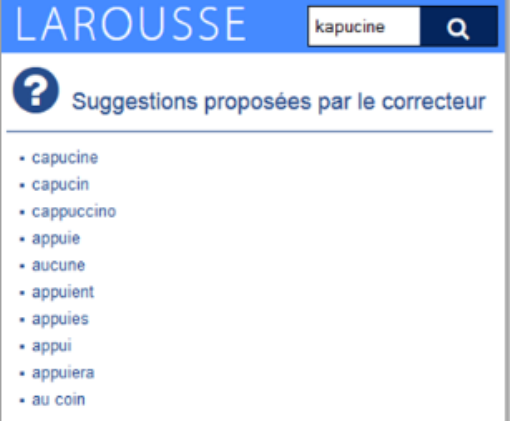 LAROUSSE kapucine
? Suggestions proposées par le correcteur
▪ capucine
▪ capucin
▪ cappuccino
▪ appuie
▪ aucune
▪ appuient
▪ appuies
▪ appui
▪ appuiera
▪ au coin